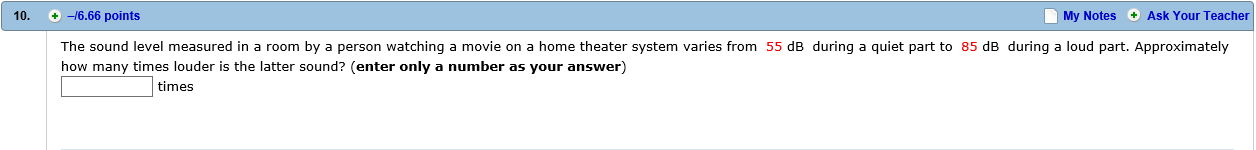 10. –/6.66 points My Notes Ask Your Teacher
The sound level measured in a room by a person watching a movie on a home theater system varies from 55 dB during a quiet part to 85 dB during a loud part. Approximately
how many times louder is the latter sound? (enter only a number as your answer)
times